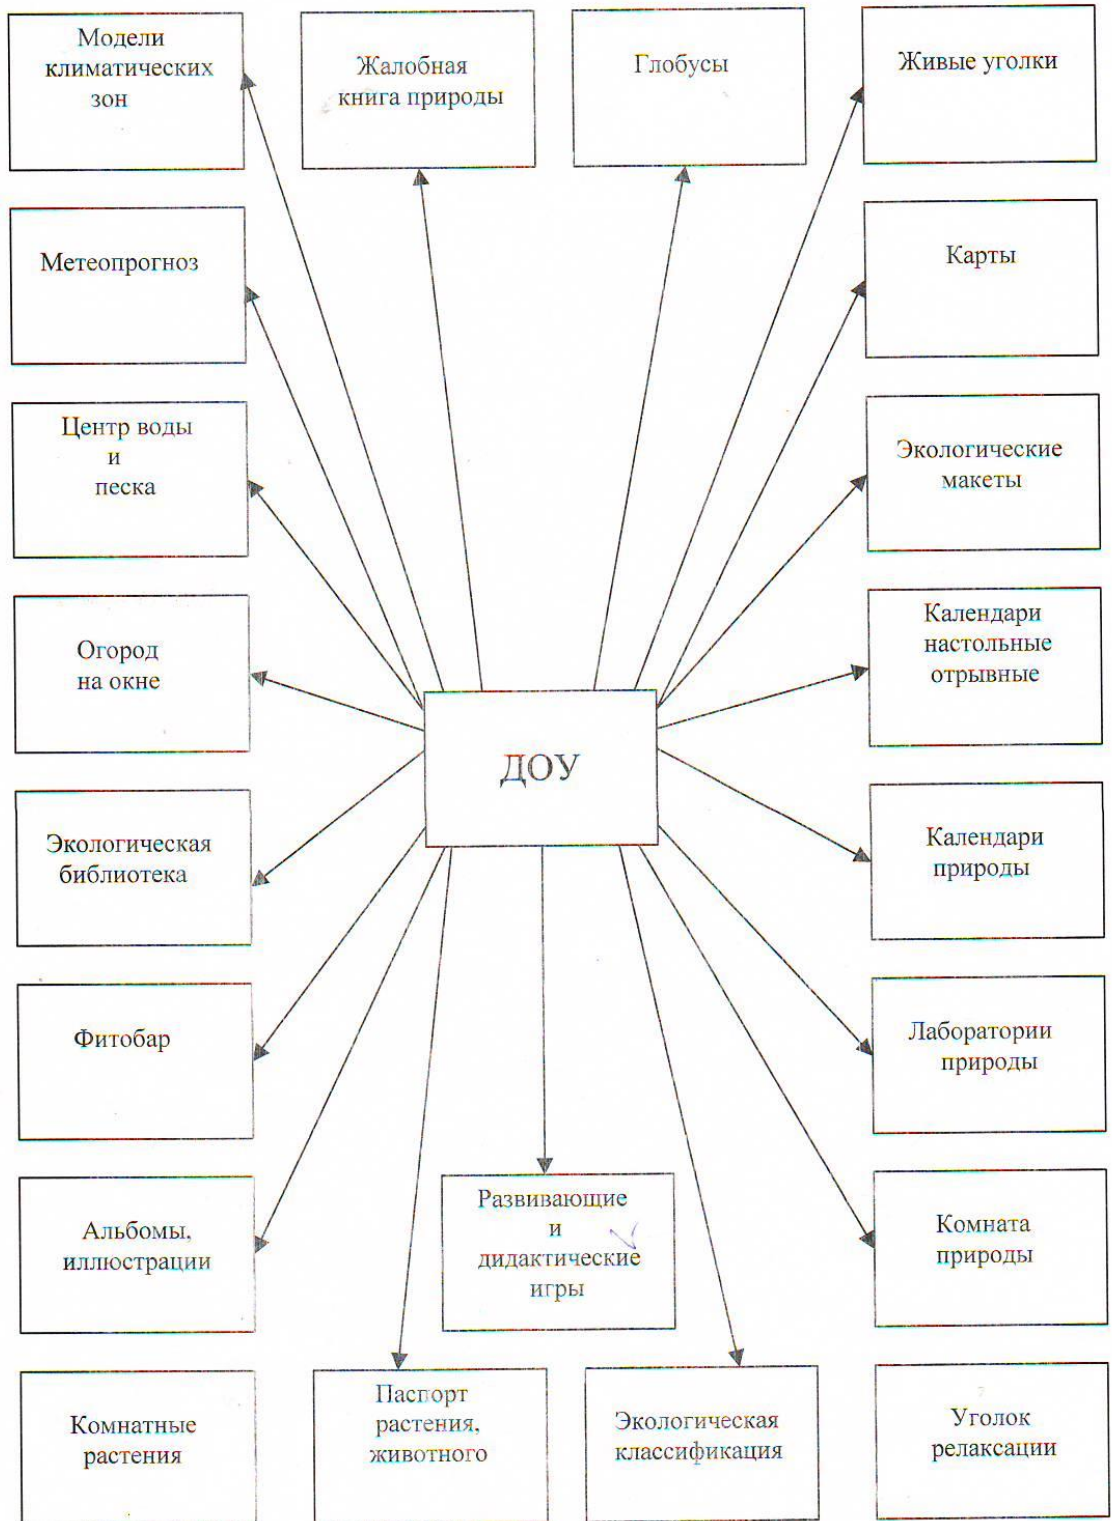 Модели
климатических
зон
Жалобная
книга природы
Глобусы
Живые уголки
Метеопрогноз
Карты
Центр воды
и
песка
Экологические
макеты
Огород
на окне
Календари
настольные
отрывные
ДОУ
Экологическая
библиотека
Календари
природы
Фитобар
Лаборатории
природы
Альбомы,
иллюстрации
Развивающие
и
дидактические
игры
Комната
природы
Комнатные
растения
Паспорт
растения,
животного
Экологическая
классификация
Уголок
релаксации